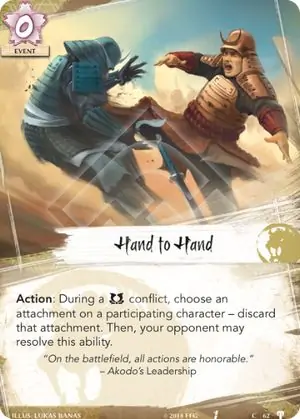 0
EVENT
Hand to Hand
Action: During a conflict, choose an
attachment on a participating character – discard
that attachment. Then, your opponent may
resolve this ability.
"On the battlefield, all actions are honorable."
– Akodo's Leadership
ILLUS. LUKAS BANAS
© 2018 FFG
C 62